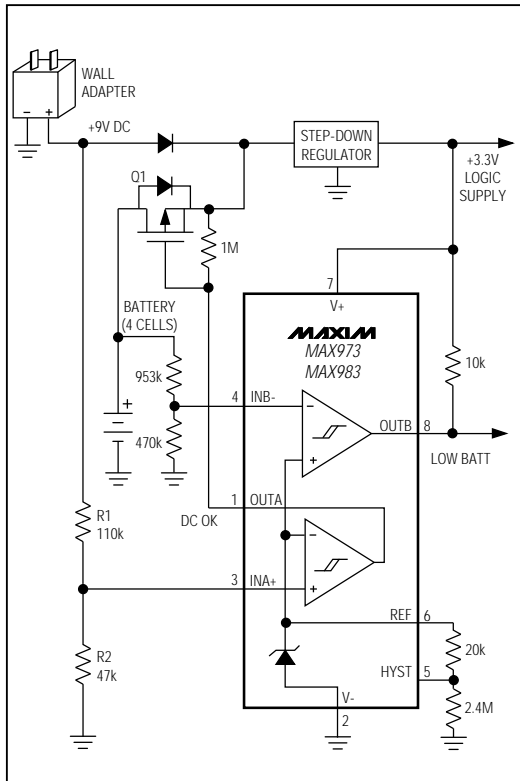 WALL
ADAPTER
- +
+9V DC
STEP-DOWN
REGULATOR
+3.3V
LOGIC
SUPPLY
Q1
1M
7
V+
BATTERY
(4 CELLS)
MAXIM
MAX973
MAX983
10k
953k
4 INB-
-
+
OUTB 8
470k
LOW BATT
1 OUTA
DC OK
R1
110k
-
+
3 INA+
REF 6
R2
47k
20k
HYST 5
V-
2
2.4M
+